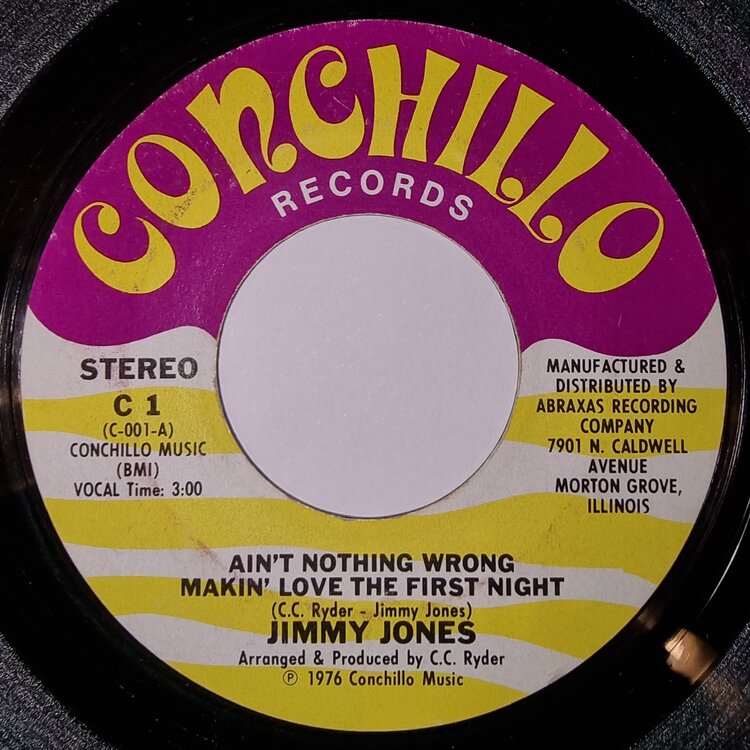 CONCHILLO
RECORDS
STEREO
C 1
(C-001-A)
CONCHILLO MUSIC
(BMI)
VOCAL Time: 3:00
MANUFACTURED &
DISTRIBUTED BY
ABRAXAS RECORDING
COMPANY
7901 N. CALDWELL
AVENUE
MORTON GROVE,
ILLINOIS
AIN'T NOTHING WRONG
MAKIN' LOVE THE FIRST NIGHT
(C.C. Ryder - Jimmy Jones)
JIMMY JONES
Arranged & Produced by C.C. Ryder
℗ 1976 Conchillo Music